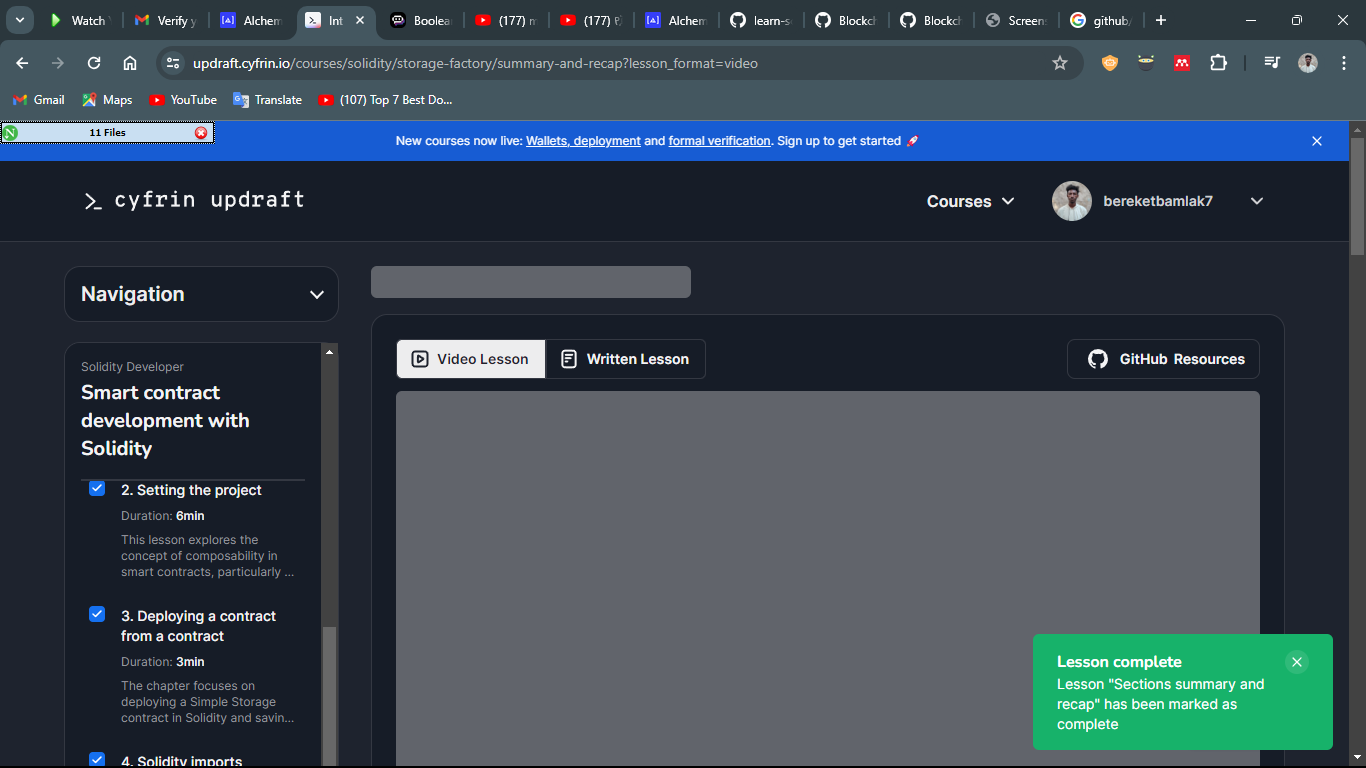 Watch
Verify y
Alchem
Int
Boolea
(177) n
(177) P
Alchem
learn-s
Blockch
Blockch
Screen
github/
updraft.cyfrin.io/courses/solidity/storage-factory/summary-and-recap?lesson_format=video
Gmail
Maps
YouTube
Translate
(107) Top 7 Best Do...
11 Files
New courses now live: Wallets, deployment and formal verification. Sign up to get started 🚀
>_ cyfrin updraft
Courses
bereketbamlak7
Navigation
Solidity Developer
Smart contract
development with
Solidity
2. Setting the project
Duration: 6min
This lesson explores the
concept of composability in
smart contracts, particularly ...
3. Deploying a contract
from a contract
Duration: 3min
The chapter focuses on
deploying a Simple Storage
contract in Solidity and savin...
4. Solidity imports
Video Lesson
Written Lesson
GitHub Resources
Lesson complete
Lesson "Sections summary and
recap" has been marked as
complete